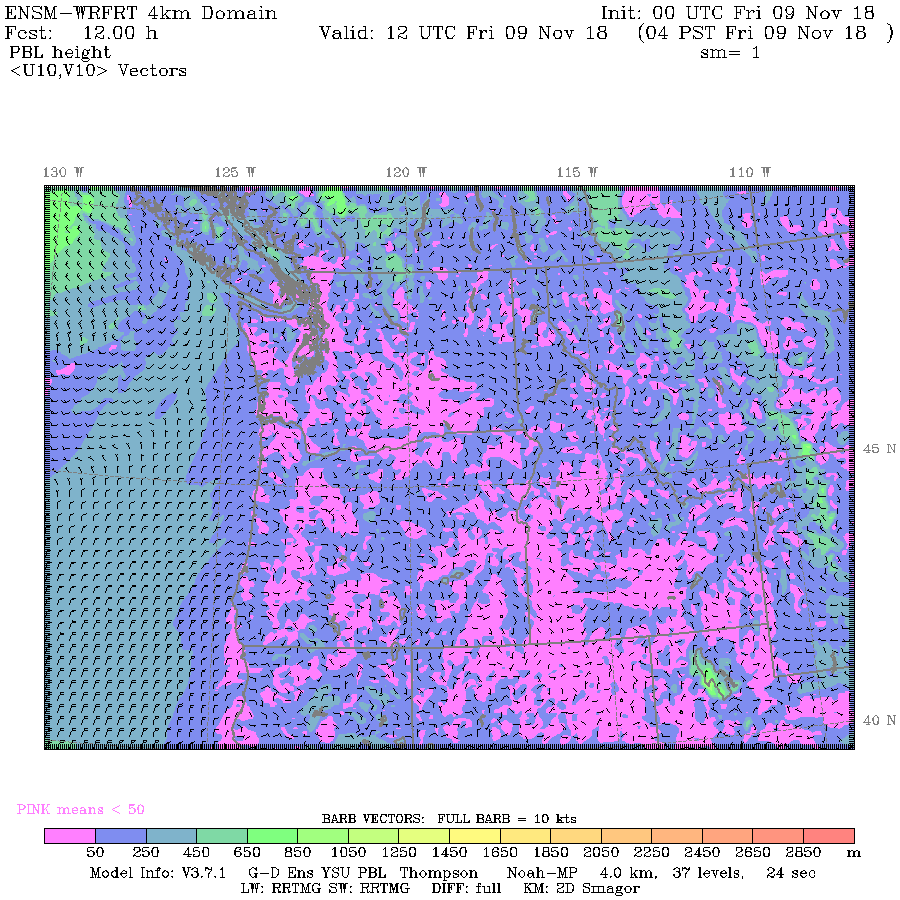 ENSM-WRFRT 4km Domain Init: 00 UTC Fri 09 Nov 18
Fcst: 12.00 h Valid: 12 UTC Fri 09 Nov 18 (04 PST Fri 09 Nov 18 )
PBL height sm= 1
<U10,V10> Vectors
130 W 125 W 120 W 115 W 110 W
45 N
40 N
PINK means < 50
BARB VECTORS: FULL BARB = 10 kts
50 250 450 650 850 1050 1250 1450 1650 1850 2050 2250 2450 2650 2850 m
Model Info: V3.7.1 G-D Ens YSU PBL Thompson Noah-MP 4.0 km, 37 levels, 24 sec
LW: RRTMG SW: RRTMG DIFF: full KM: 2D Smagor